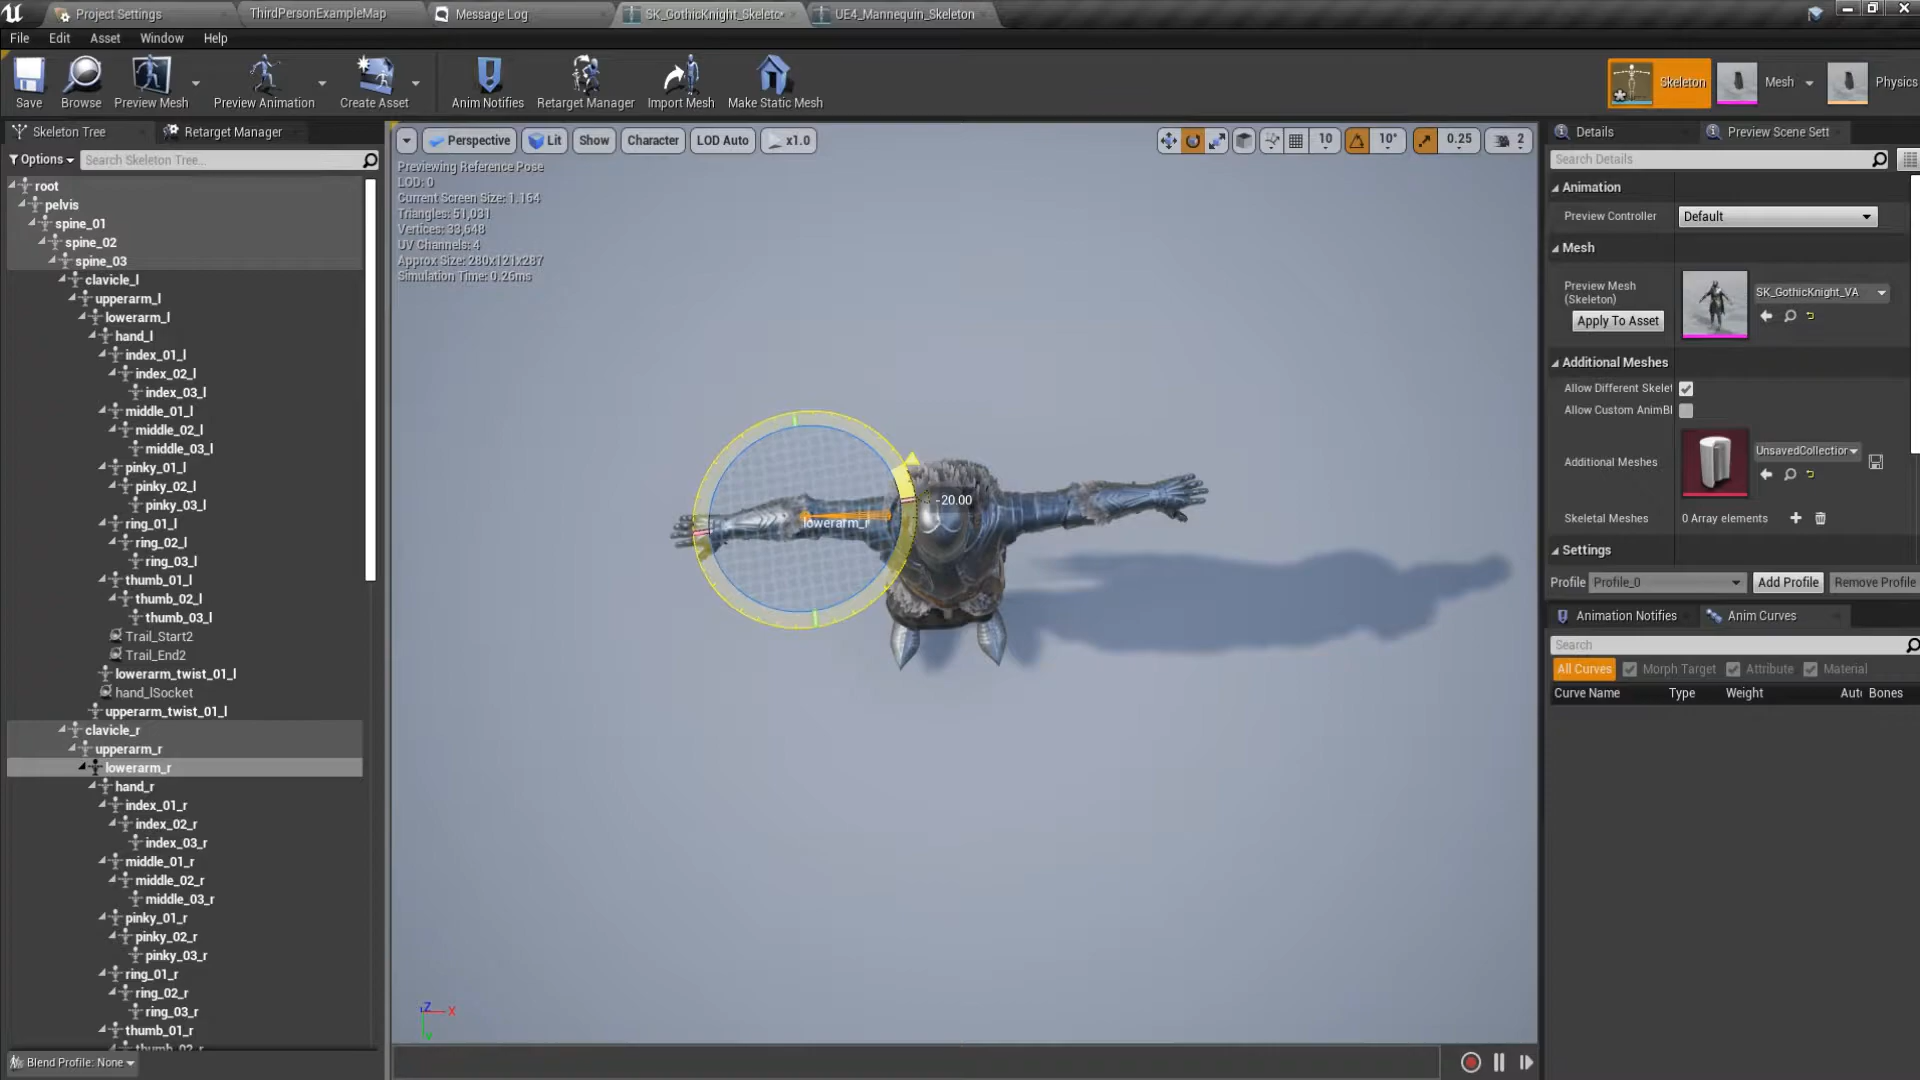 Project Settings
ThirdPersonExampleMap
Message Log
SK_GothicKnight_Skeletc
UE4_Mannequin_Skeleton
File Edit Asset Window Help
Save
Browse
Preview Mesh
Preview Animation
Create Asset
Anim Notifies
Retarget Manager
Import Mesh
Make Static Mesh
Skeleton
Mesh
Physics
Skeleton Tree
Retarget Manager
Options
Search Skeleton Tree...
root
pelvis
spine_01
spine_02
spine_03
clavicle_l
upperarm_l
lowerarm_l
hand_l
index_01_l
index_02_l
index_03_l
middle_01_l
middle_02_l
middle_03_l
pinky_01_l
pinky_02_l
pinky_03_l
ring_01_l
ring_02_l
ring_03_l
thumb_01_l
thumb_02_l
thumb_03_l
Trail_Start2
Trail_End2
lowerarm_twist_01_l
hand_lSocket
upperarm_twist_01_l
clavicle_r
upperarm_r
lowerarm_r
hand_r
index_01_r
index_02_r
index_03_r
middle_01_r
middle_02_r
middle_03_r
pinky_01_r
pinky_02_r
pinky_03_r
ring_01_r
ring_02_r
ring_03_r
thumb_01_r
thumb_02_r
Blend Profile: None
Perspective
Lit
Show
Character
LOD Auto
x1.0
10
10°
0.25
2
Previewing Reference Pose
LOD: 0
Current Screen Size: 1.164
Triangles: 51,031
Vertices: 33,648
UV Channels: 4
Approx Size: 280x121x287
Simulation Time: 0.26ms
-20.00
lowerarm_r
Z
X
Y
Details
Preview Scene Sett
Search Details
Animation
Preview Controller
Default
Mesh
Preview Mesh
(Skeleton)
Apply To Asset
SK_GothicKnight_VA
Additional Meshes
Allow Different Skelet
Allow Custom AnimBl
Additional Meshes
UnsavedCollection
Skeletal Meshes
0 Array elements
Settings
Profile
Profile_0
Add Profile
Remove Profile
Animation Notifies
Anim Curves
Search
All Curves
Morph Target
Attribute
Material
Curve Name
Type
Weight
Aut
Bones